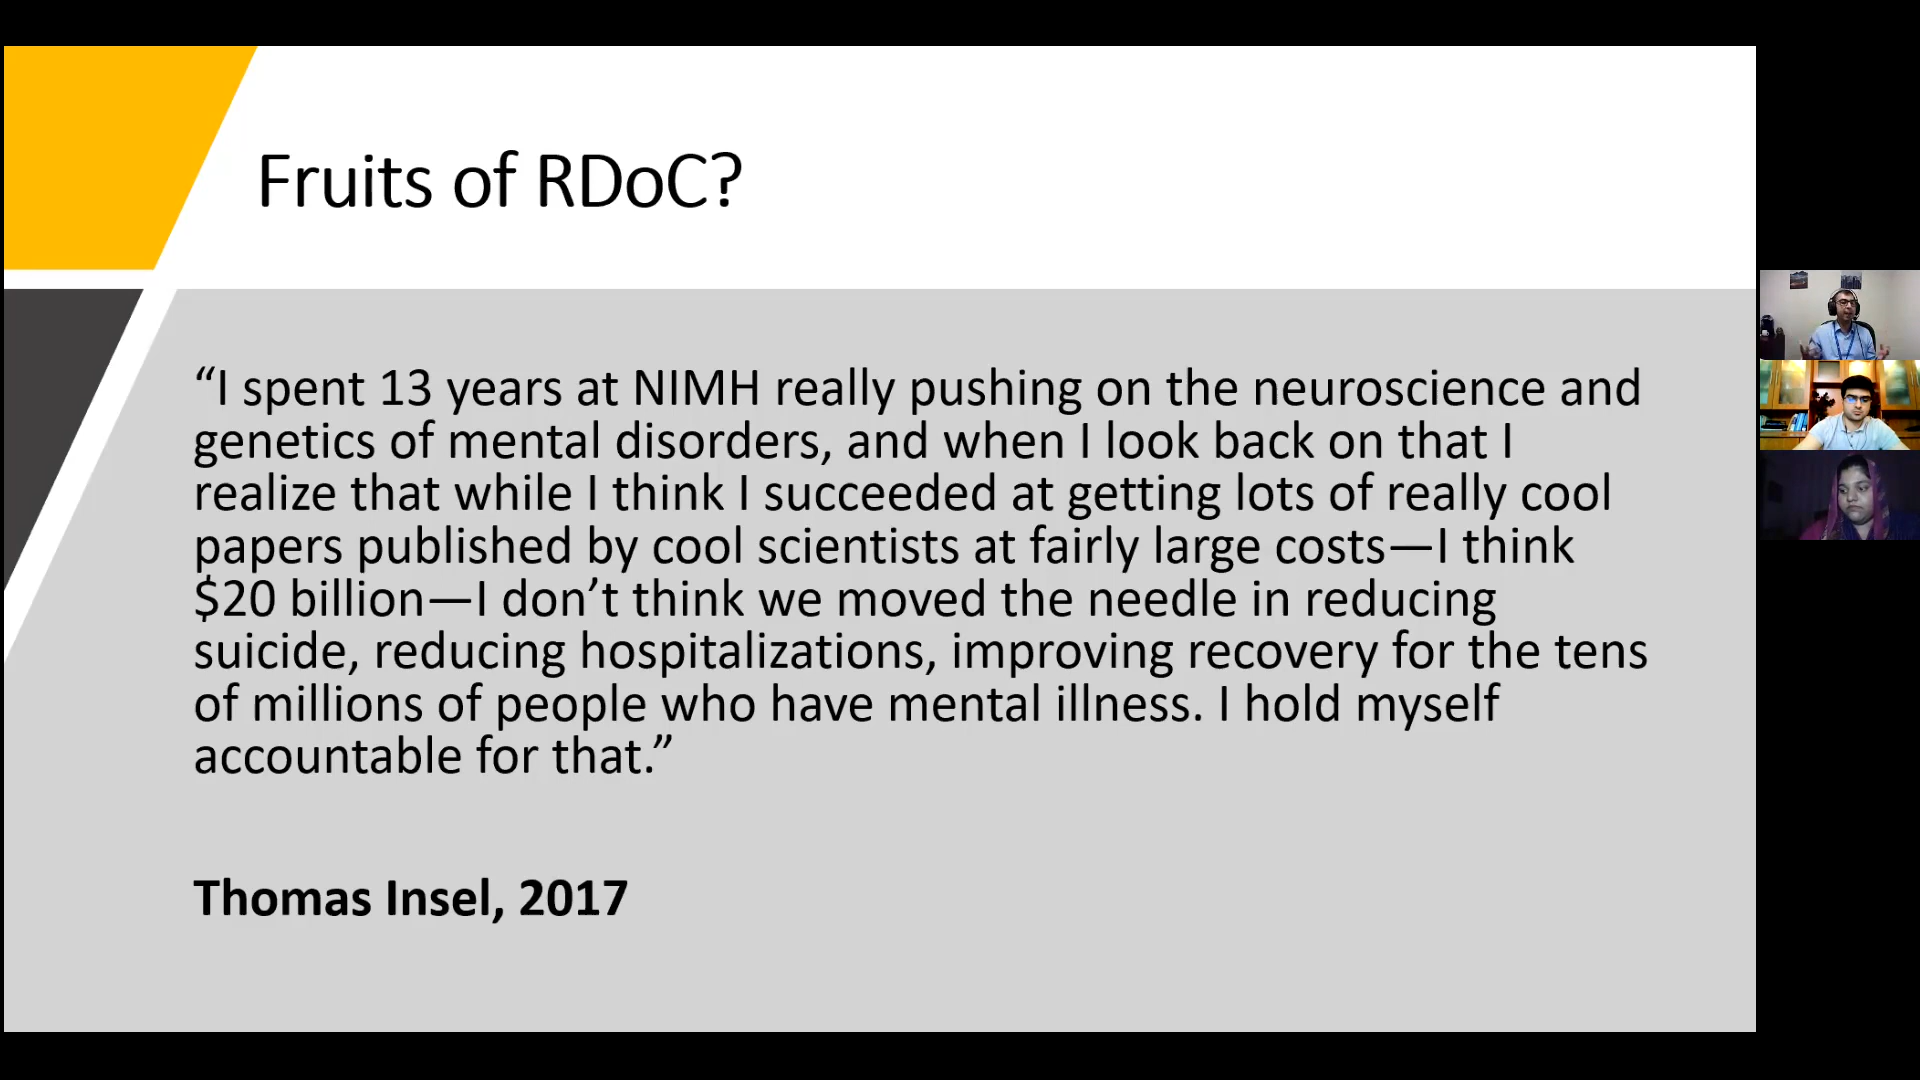 Fruits of RDoC?
“I spent 13 years at NIMH really pushing on the neuroscience and
genetics of mental disorders, and when I look back on that I
realize that while I think I succeeded at getting lots of really cool
papers published by cool scientists at fairly large costs—I think
$20 billion—I don’t think we moved the needle in reducing
suicide, reducing hospitalizations, improving recovery for the tens
of millions of people who have mental illness. I hold myself
accountable for that.”
Thomas Insel, 2017